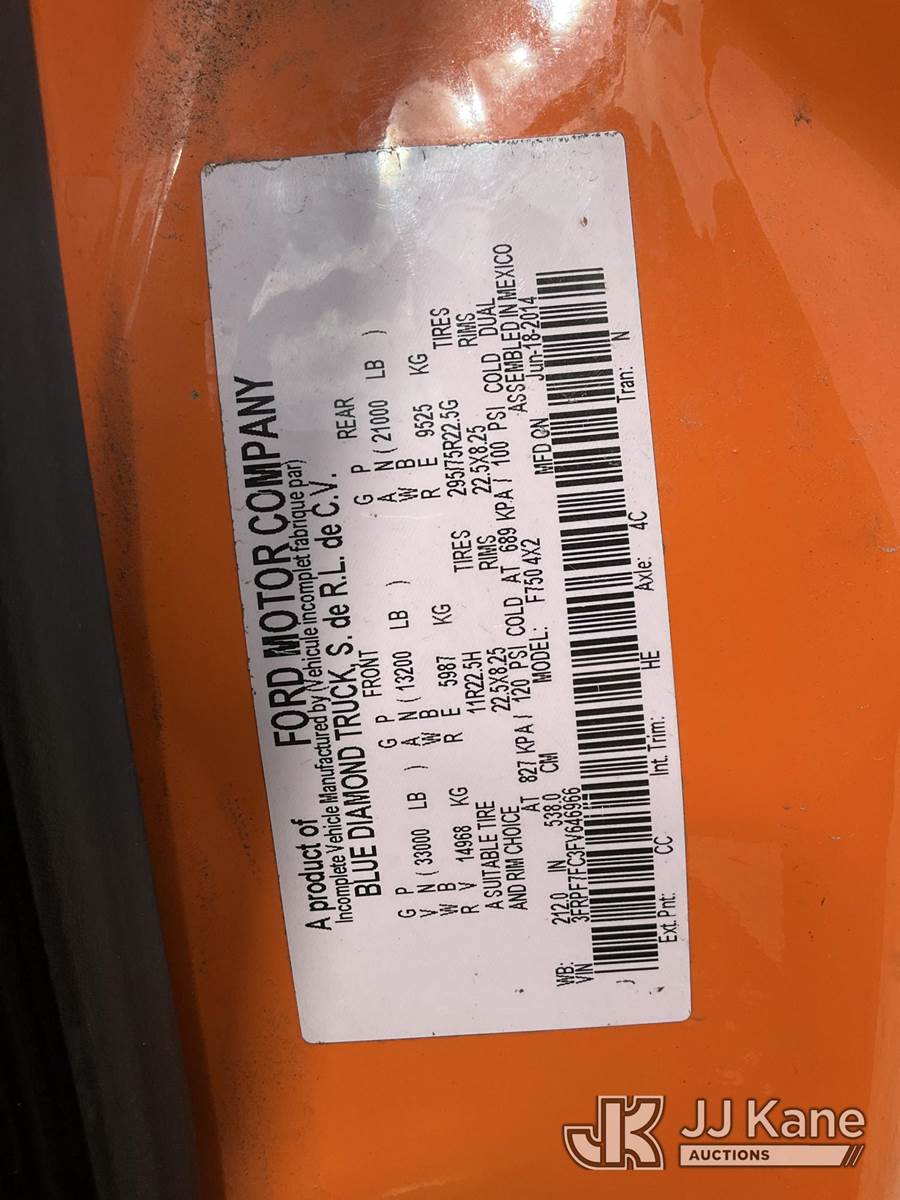 A product of FORD MOTOR COMPANY
Incomplete Vehicle Manufactured by (Vehicule incomplet fabrique par)
BLUE DIAMOND TRUCK, S. de R.L. de C.V.
FRONT REAR
G P G P G P
V N ( 33000 LB ) A N ( 13200 LB ) A N ( 21000 LB )
W B W B W B
R V 14968 KG R E 5987 KG R E 9525 KG
A SUITABLE TIRE 11R22.5H TIRES 295/75R22.5G TIRES
AND RIM CHOICE 22.5X8.25 RIMS 22.5X8.25 RIMS
AT 827 KPA / 120 PSI COLD AT 689 KPA / 100 PSI COLD DUAL
CM MODEL: F750 4X2 ASSEMBLED IN MEXICO
WB: 212.0 IN 538.0 MFD ON Jun-18-2014
VIN 3FRPF7FC3FV646966
Ext. Pnt: CC Int. Trim: HE Axle: 4C Tran: N
JK JJ Kane
AUCTIONS